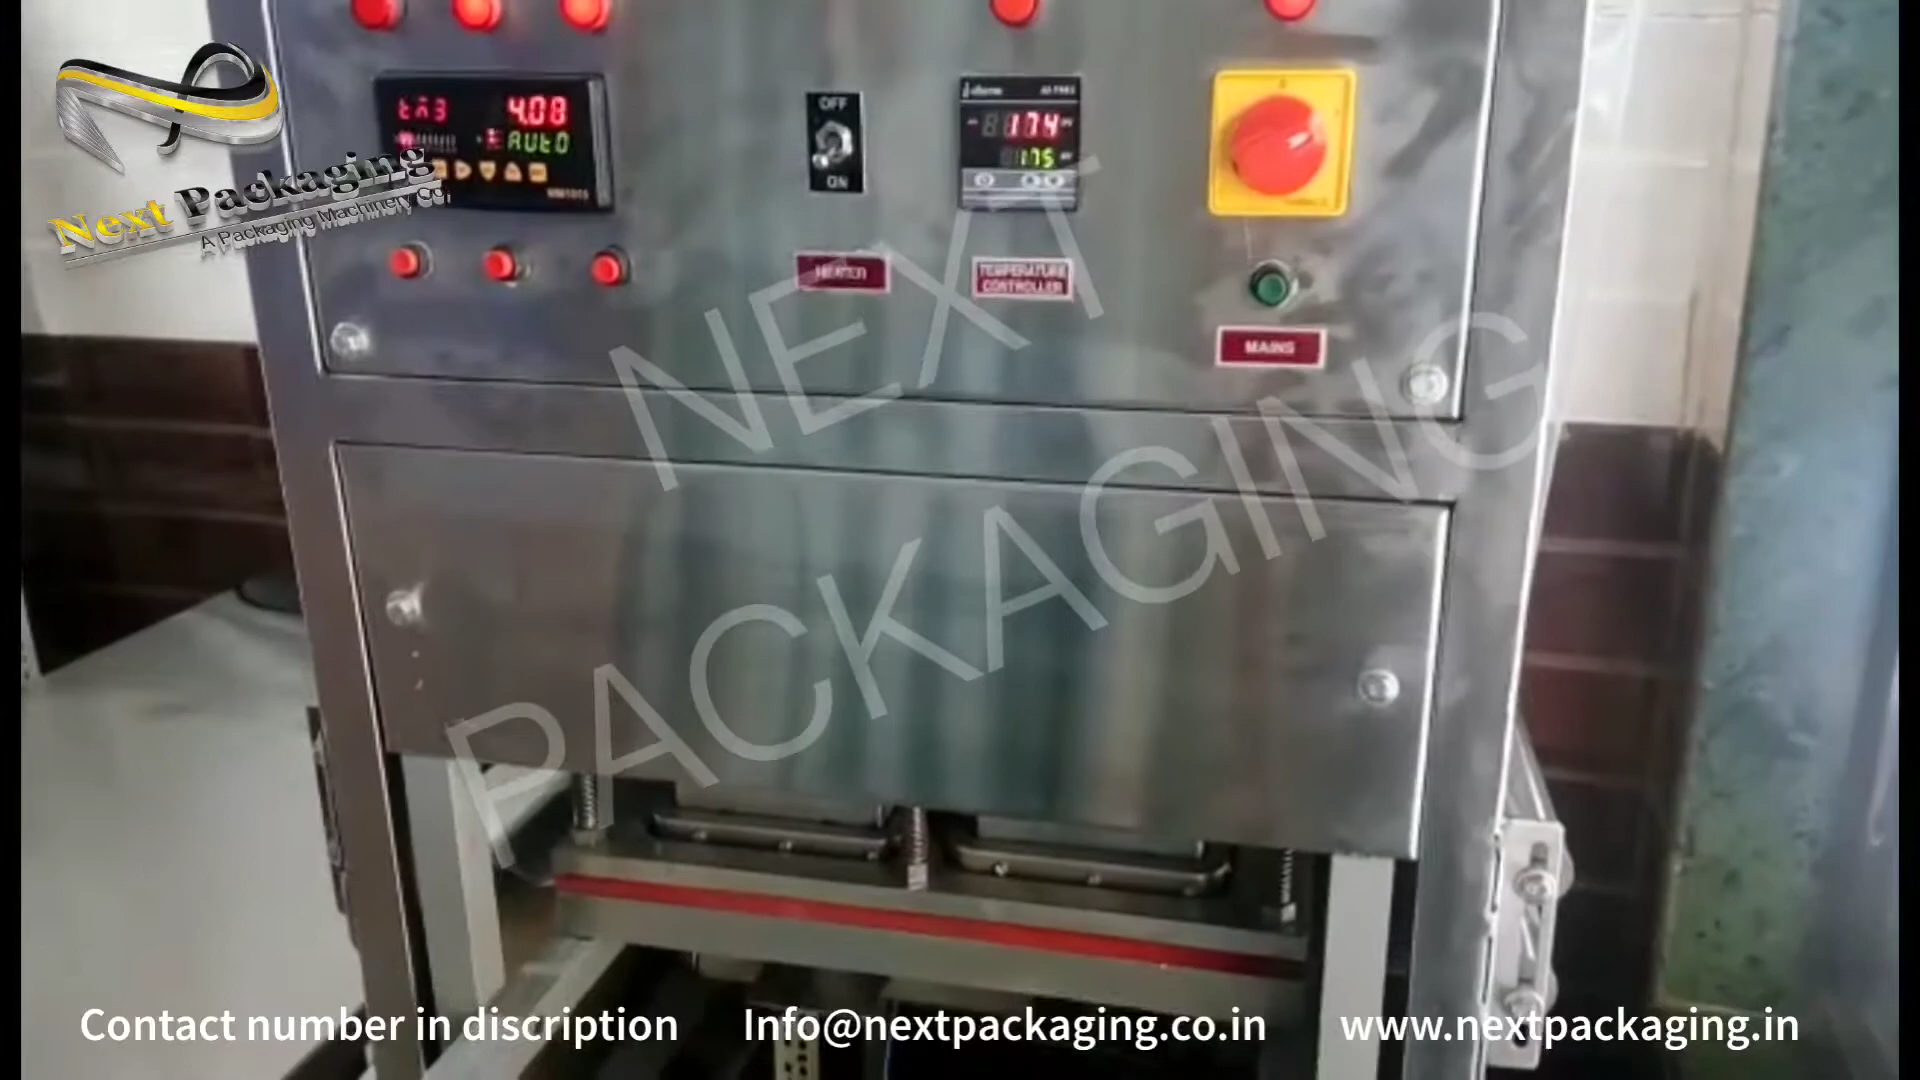 tm3 4.08
AUtO
OFF
ON
174
175
Next Packaging
A Packaging Machinery Co.
HEATER
TEMPERATURE
CONTROLLER
MAINS
NEXT
PACKAGING
Contact number in discription Info@nextpackaging.co.in www.nextpackaging.in